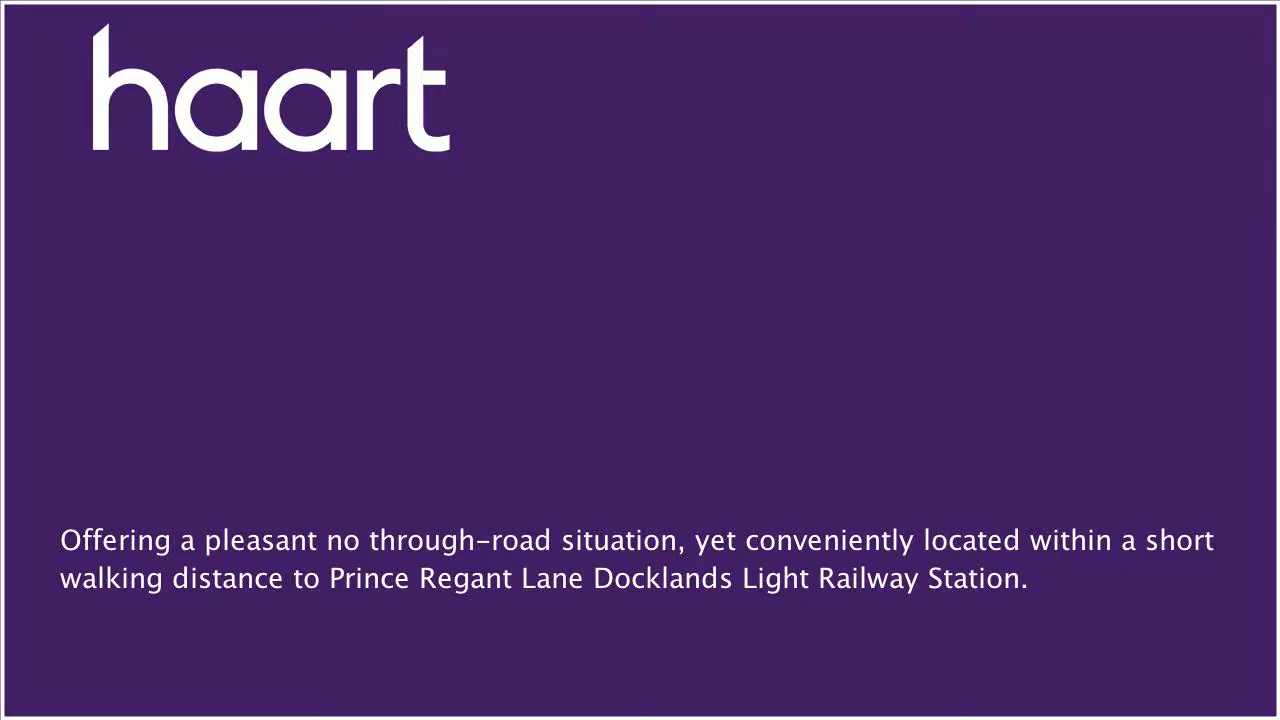 haart
Offering a pleasant no through-road situation, yet conveniently located within a short
walking distance to Prince Regant Lane Docklands Light Railway Station.